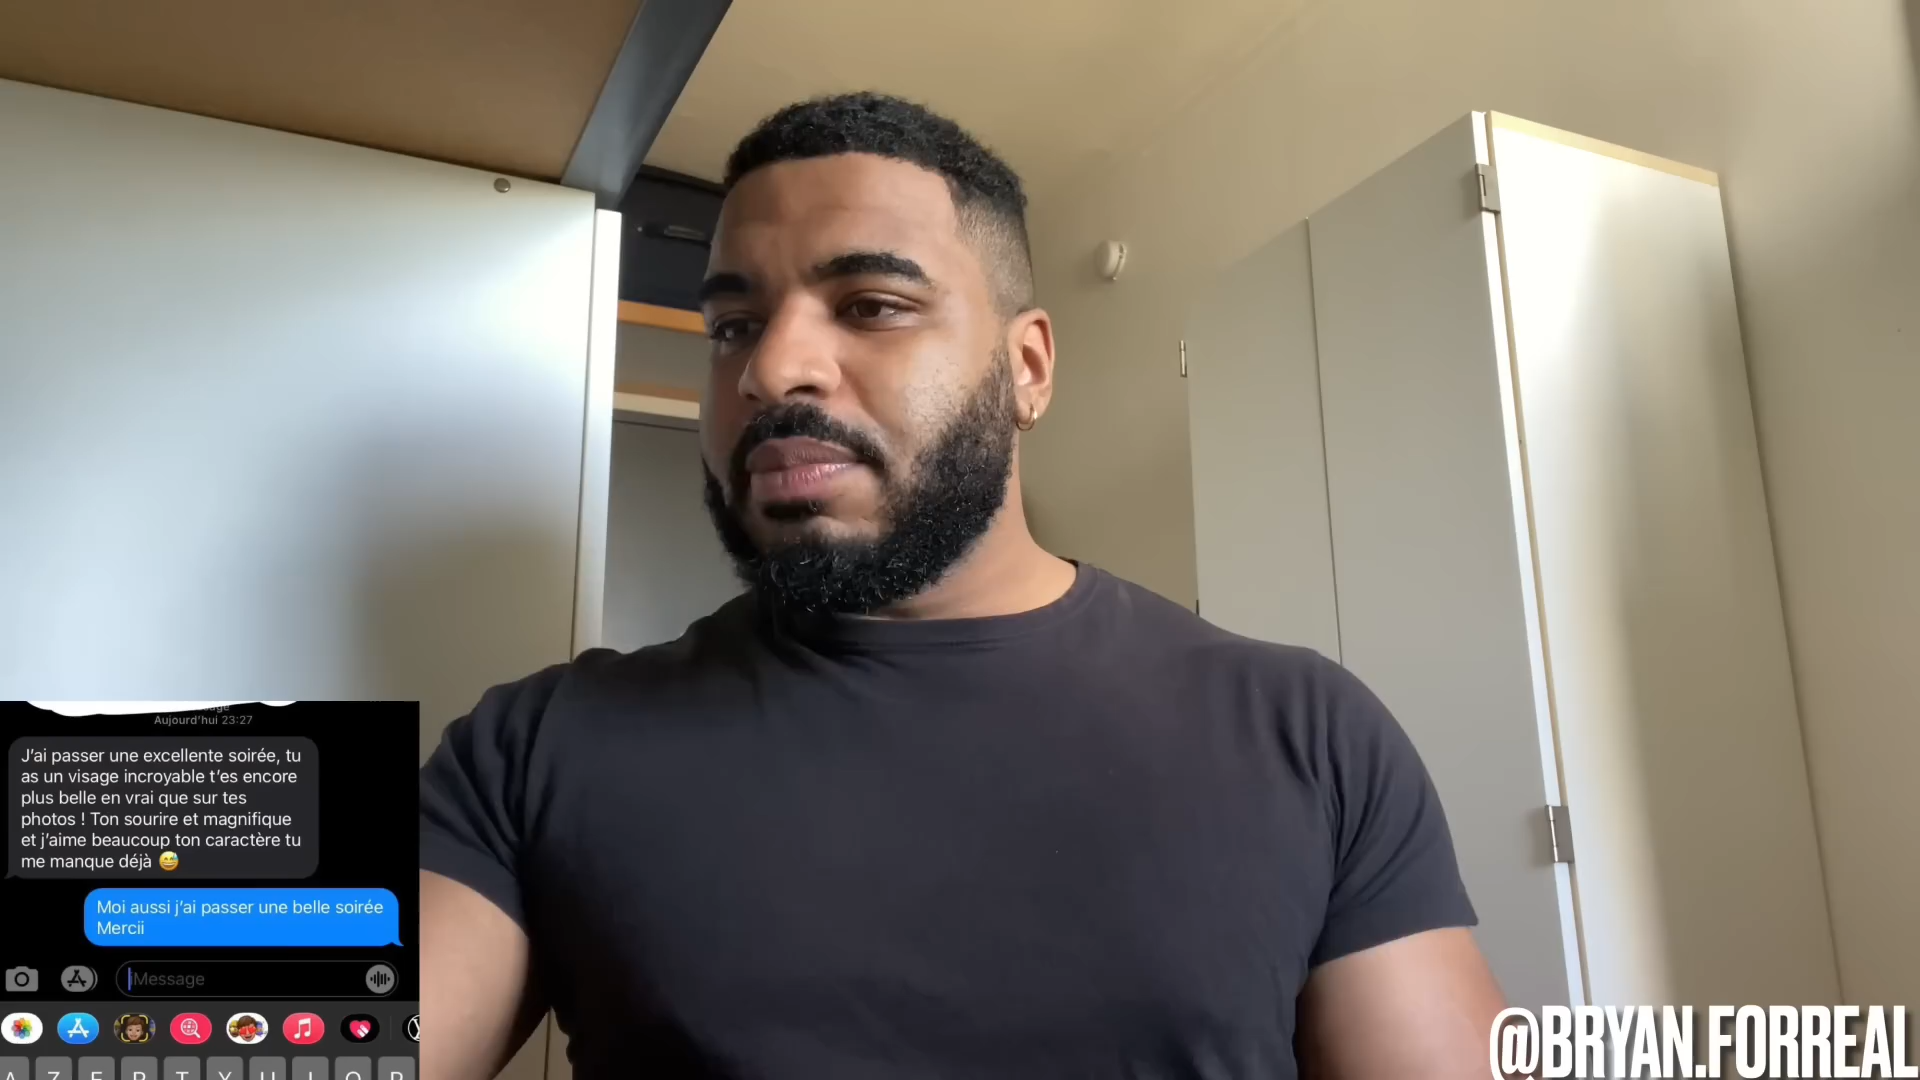 Aujourd'hui 23:27
J'ai passer une excellente soirée, tu
as un visage incroyable t'es encore
plus belle en vrai que sur tes
photos ! Ton sourire et magnifique
et j'aime beaucoup ton caractère tu
me manque déjà 😅
Moi aussi j'ai passer une belle soirée
Mercii
iMessage
A Z E R T Y U I O P
@BRYAN.FORREAL